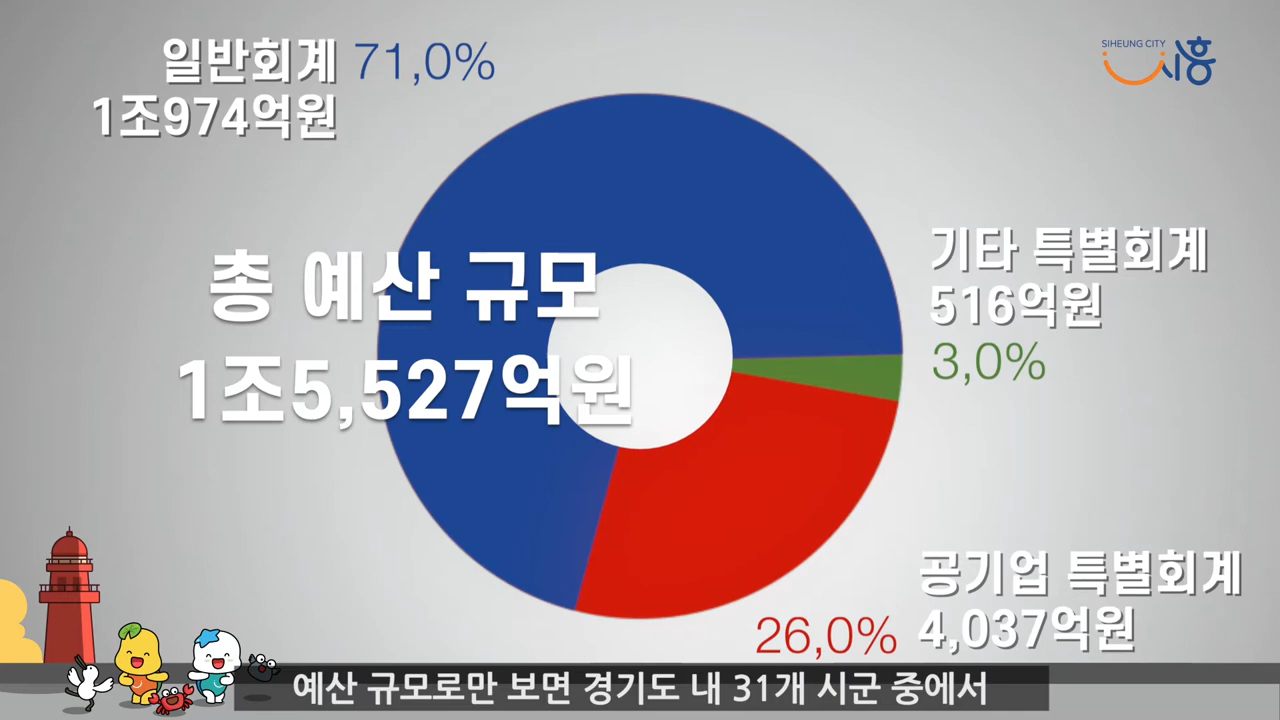 일반회계 71,0%
1조974억원
SIHEUNG CITY
시흥
총 예산 규모
1조5,527억원
기타 특별회계
516억원
3,0%
공기업 특별회계
26,0% 4,037억원
예산 규모로만 보면 경기도 내 31개 시군 중에서